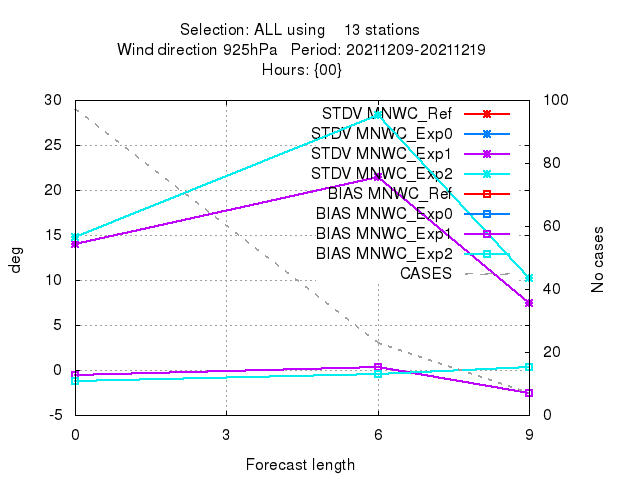 Selection: ALL using 13 stations
Wind direction 925hPa Period: 20211209-20211219
Hours: {00}
30
25
20
15
10
5
0
-5
100
80
60
40
20
0
STDV MNWC_Ref
STDV MNWC_Exp0
STDV MNWC_Exp1
STDV MNWC_Exp2
BIAS MNWC_Ref
BIAS MNWC_Exp0
BIAS MNWC_Exp1
BIAS MNWC_Exp2
CASES
deg
No cases
0 3 6 9
Forecast length